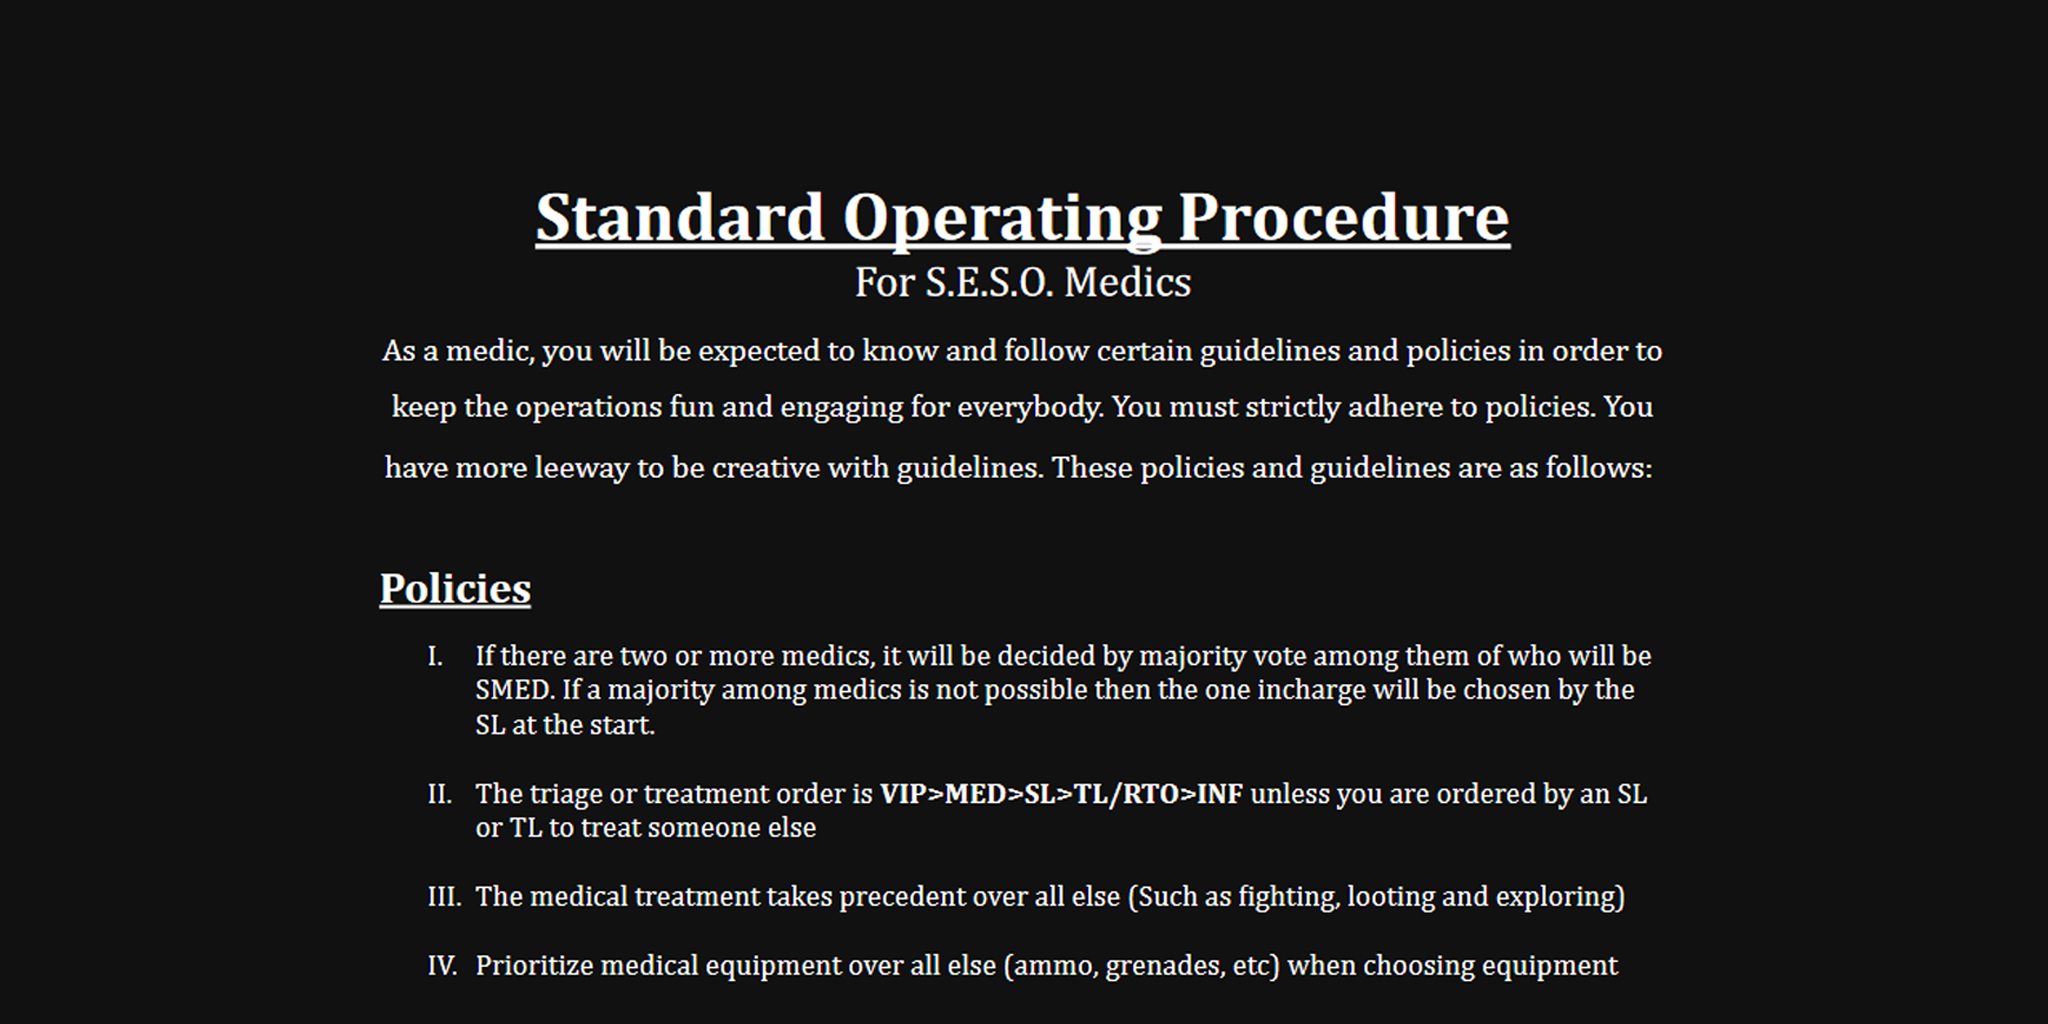 Standard Operating Procedure
For S.E.S.O. Medics
As a medic, you will be expected to know and follow certain guidelines and policies in order to
keep the operations fun and engaging for everybody. You must strictly adhere to policies. You
have more leeway to be creative with guidelines. These policies and guidelines are as follows:
Policies
I. If there are two or more medics, it will be decided by majority vote among them of who will be
SMED. If a majority among medics is not possible then the one incharge will be chosen by the
SL at the start.
II. The triage or treatment order is VIP>MED>SL>TL/RTO>INF unless you are ordered by an SL
or TL to treat someone else
III. The medical treatment takes precedent over all else (Such as fighting, looting and exploring)
IV. Prioritize medical equipment over all else (ammo, grenades, etc) when choosing equipment